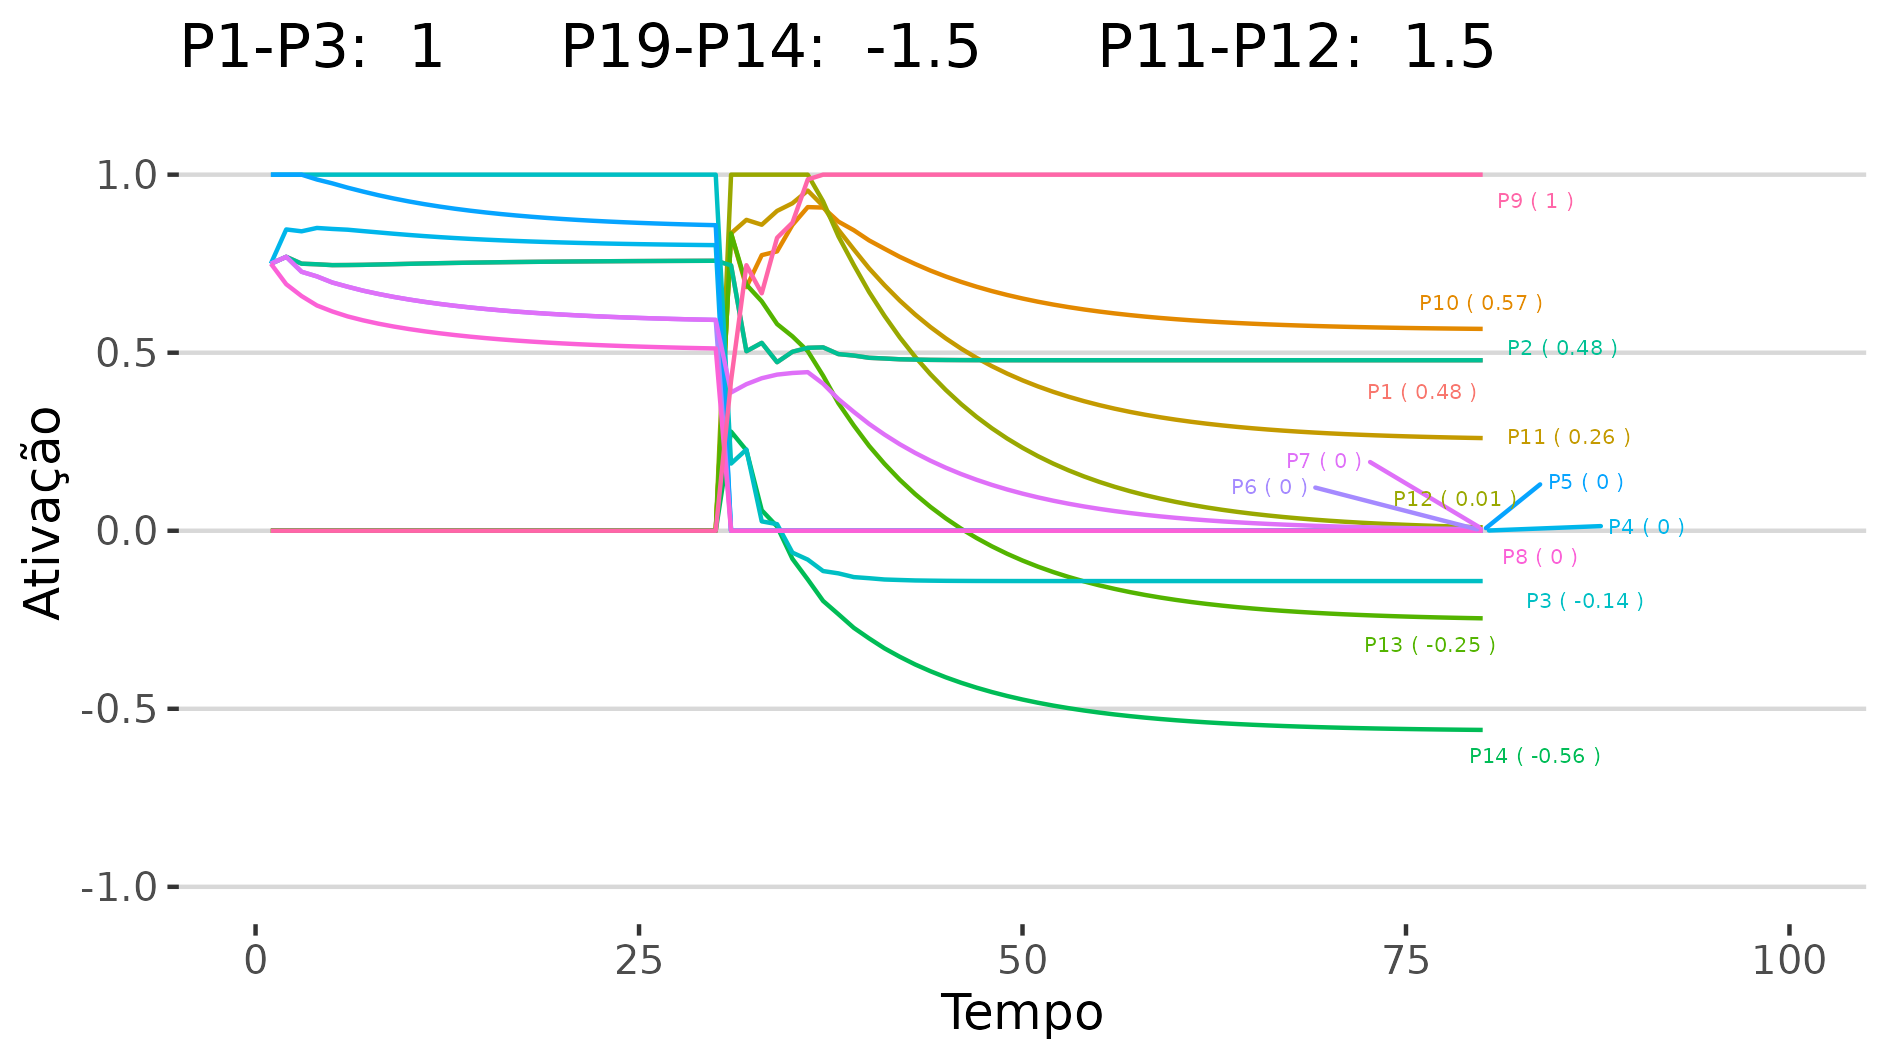 P1-P3: 1 P19-P14: -1.5 P11-P12: 1.5
1.0
P9 ( 1 )
P10 ( 0.57 )
0.5
P2 ( 0.48 )
P1 ( 0.48 )
P11 ( 0.26 )
P7 ( 0 )
P6 ( 0 )
P5 ( 0 )
P12 ( 0.01 )
0.0
P4 ( 0 )
P8 ( 0 )
P3 ( -0.14 )
P13 ( -0.25 )
-0.5
P14 ( -0.56 )
-1.0
Ativação
0 25 50 75 100
Tempo